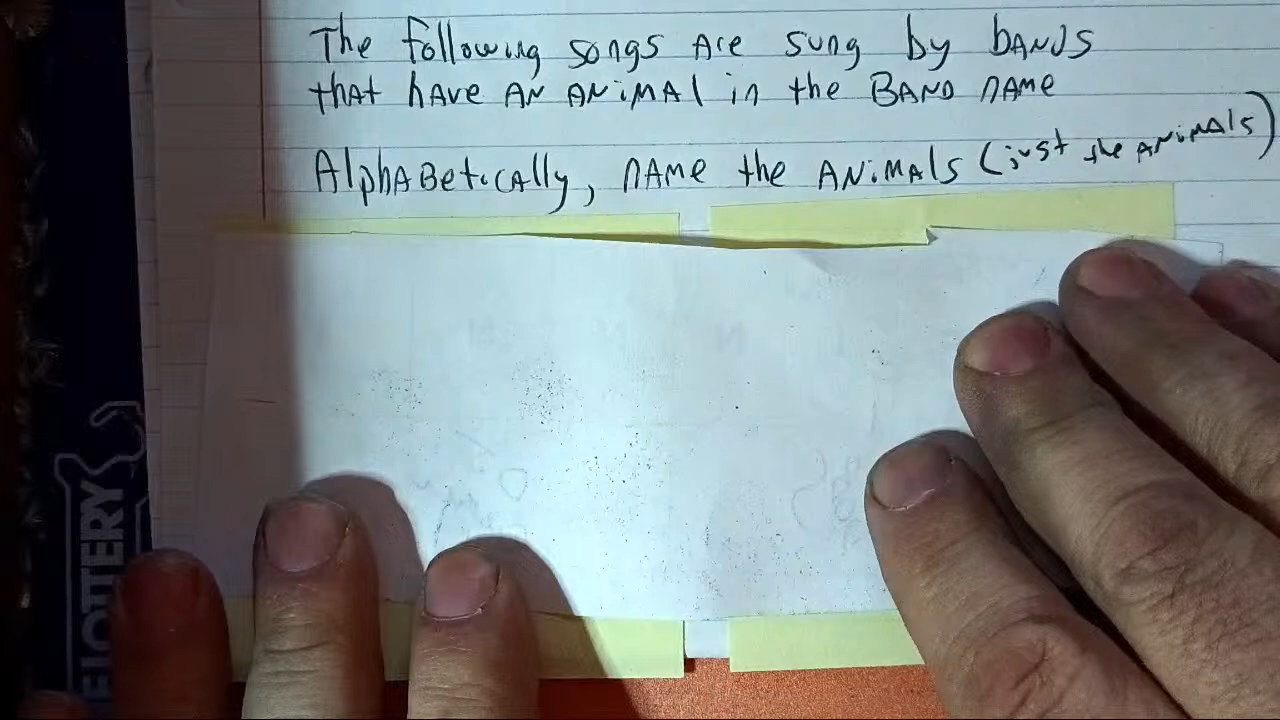 The following songs are sung by bands
that have an animal in the band name
Alphabetically, name the animals (just the animals)
ELOTTERY